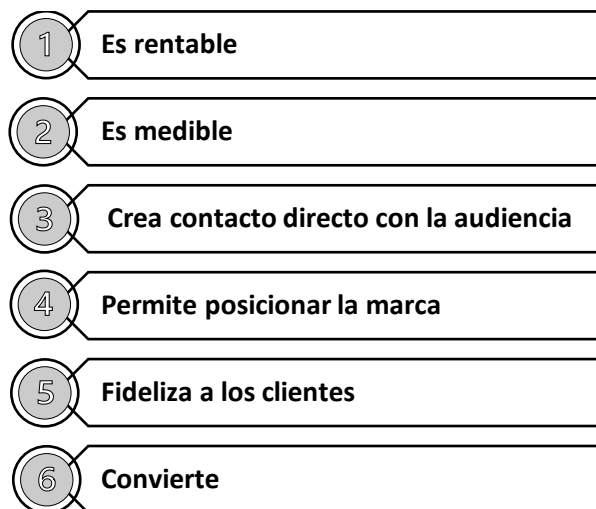 1 Es rentable
2 Es medible
3 Crea contacto directo con la audiencia
4 Permite posicionar la marca
5 Fideliza a los clientes
6 Convierte